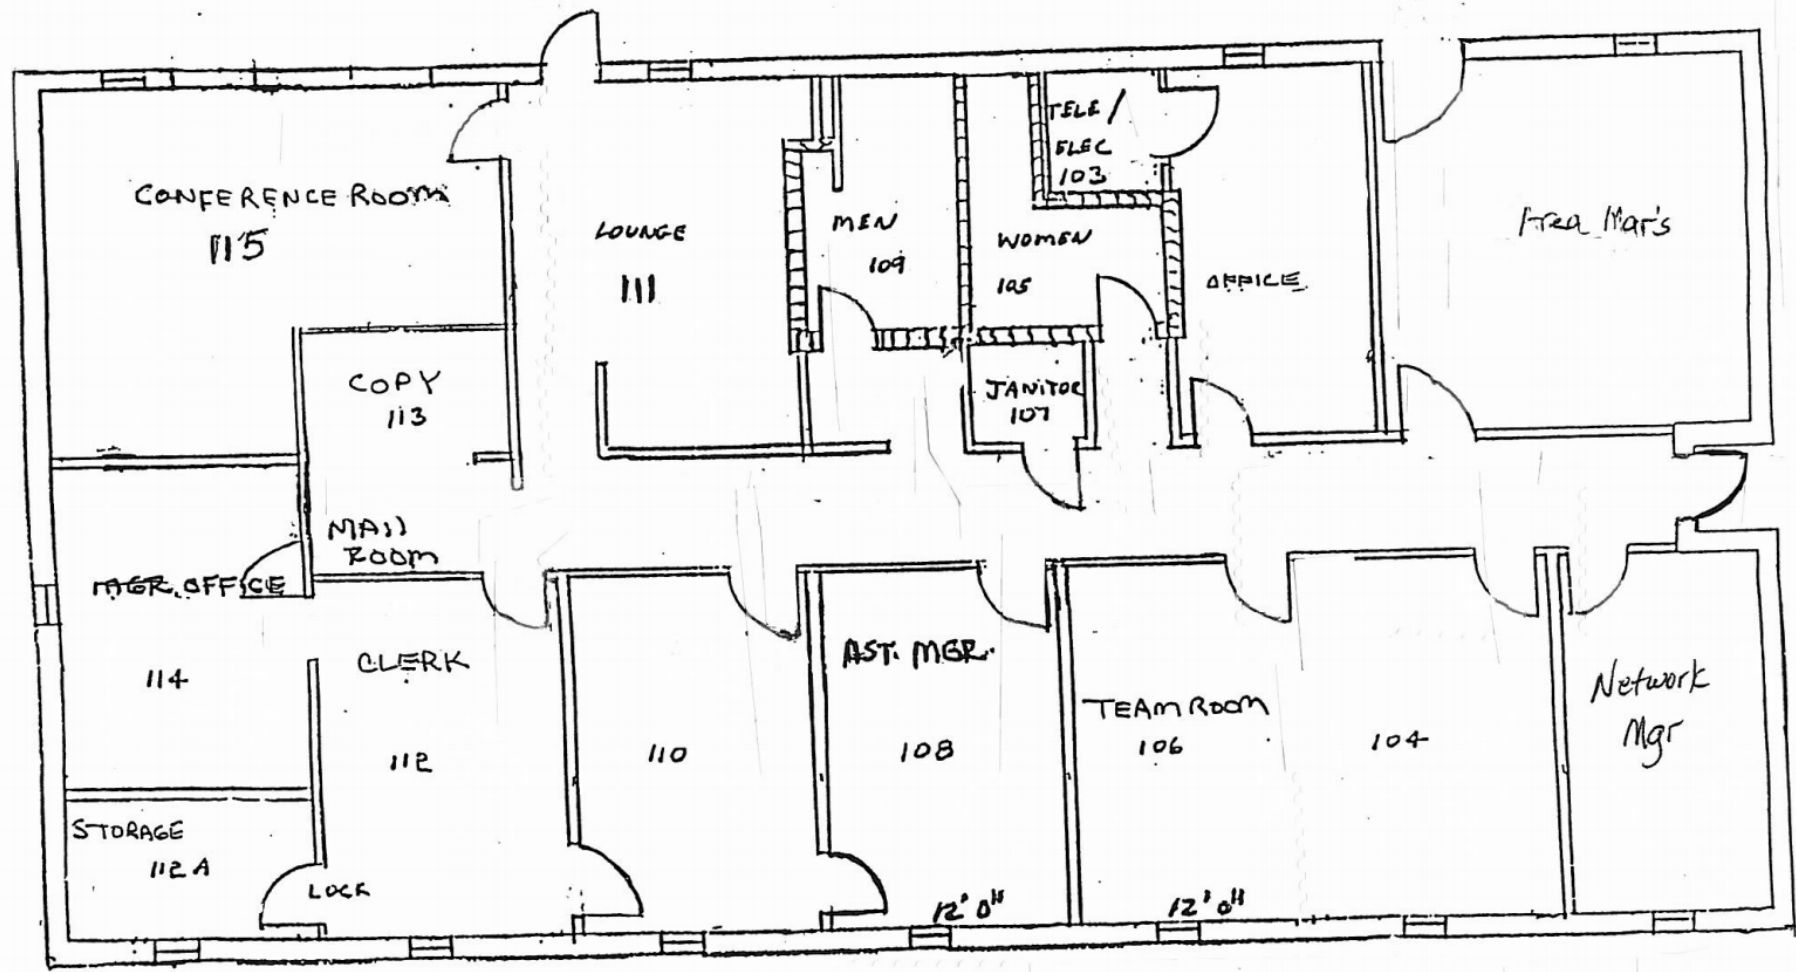 CONFERENCE ROOM
115
LOUNGE
111
MEN
109
WOMEN
105
TELE /
ELEC
103
OFFICE
Area Mar's
COPY
113
JANITOR
107
MAIl
ROOM
MGR. OFFICE
114
CLERK
112
110
AST. MGR.
108
TEAM ROOM
106
104
Network
Mgr
STORAGE
112 A
LOCK
12' 0"
12' 0"